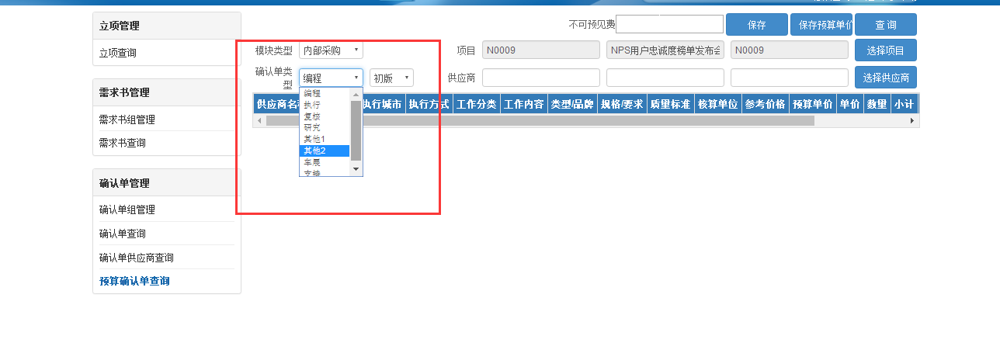 立项管理
立项查询
需求书管理
需求书组管理
需求书查询
确认单管理
确认单组管理
确认单查询
确认单供应商查询
预算确认单查询
不可预见费
保存
保存预算单价
查 询
模块类型
内部采购
项目
N0009
NPS用户忠诚度榜单发布会
N0009
选择项目
确认单类型
编程
初版
供应商
选择供应商
供应商名称 执行城市 执行方式 工作分类 工作内容 类型/品牌 规格/要求 质量标准 核算单位 参考价格 预算单价 单价 数量 小计
编程
执行
复核
研究
其他1
其他2
车展
支持